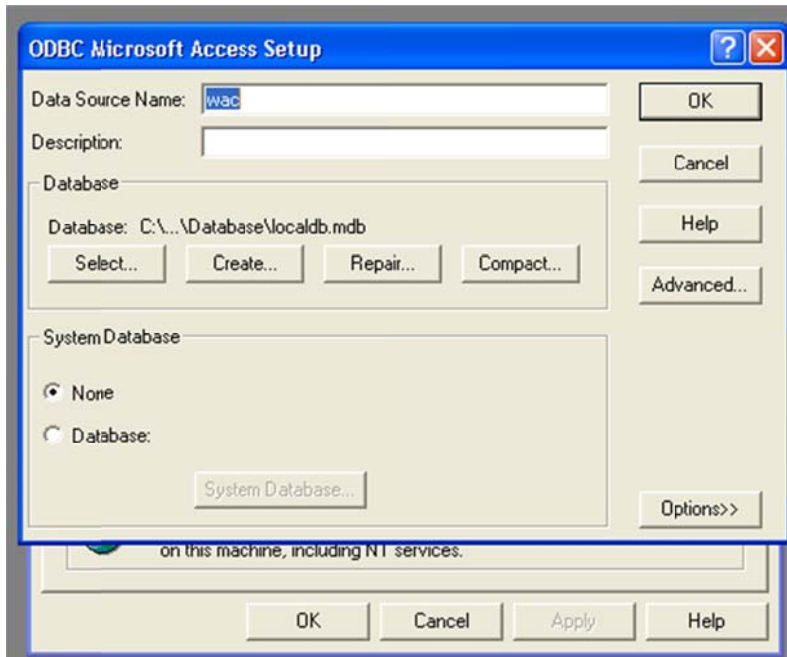 ODBC Microsoft Access Setup
Data Source Name: wac
OK
Description:
Cancel
Database
Database: C:\...\Database\localdb.mdb
Help
Select... Create... Repair... Compact...
Advanced...
System Database
None
Database:
System Database...
Options>>
on this machine, including NT services.
OK Cancel Apply Help